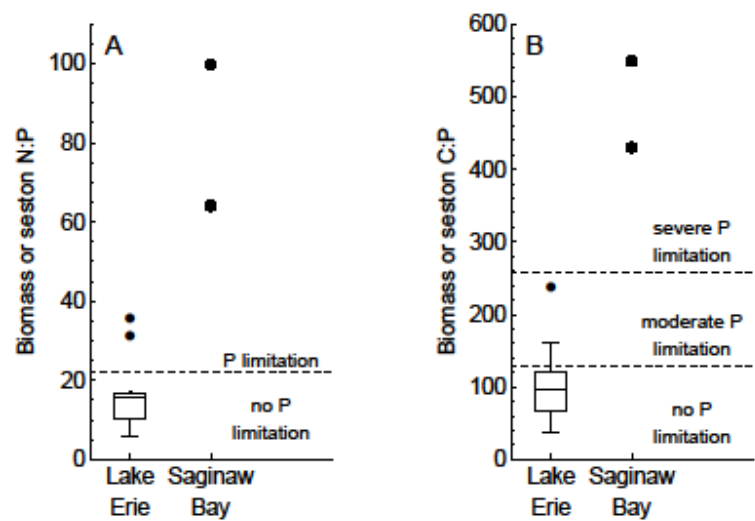 A
Biomass or seston N:P
100
80
60
40
20
0
P limitation
no P
limitation
Lake
Erie
Saginaw
Bay
B
Biomass or seston C:P
600
500
400
300
200
100
0
severe P
limitation
moderate P
limitation
no P
limitation
Lake
Erie
Saginaw
Bay